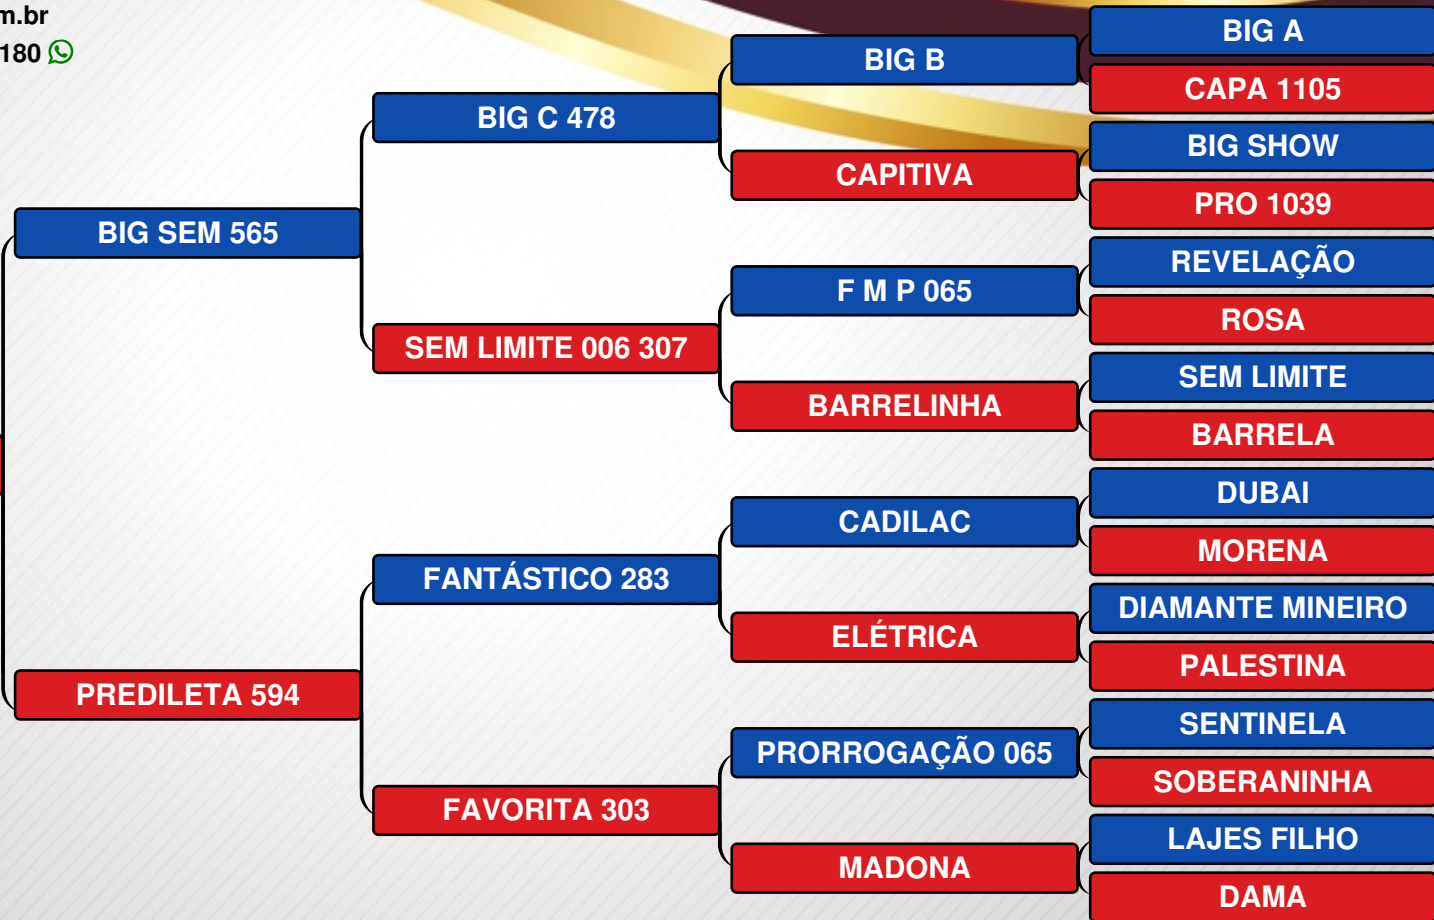 m.br
180
BIG SEM 565
PREDILETA 594
BIG C 478
SEM LIMITE 006 307
FANTÁSTICO 283
FAVORITA 303
BIG B
CAPITIVA
F M P 065
BARRELINHA
CADILAC
ELÉTRICA
PRORROGAÇÃO 065
MADONA
BIG A
CAPA 1105
BIG SHOW
PRO 1039
REVELAÇÃO
ROSA
SEM LIMITE
BARRELA
DUBAI
MORENA
DIAMANTE MINEIRO
PALESTINA
SENTINELA
SOBERANINHA
LAJES FILHO
DAMA